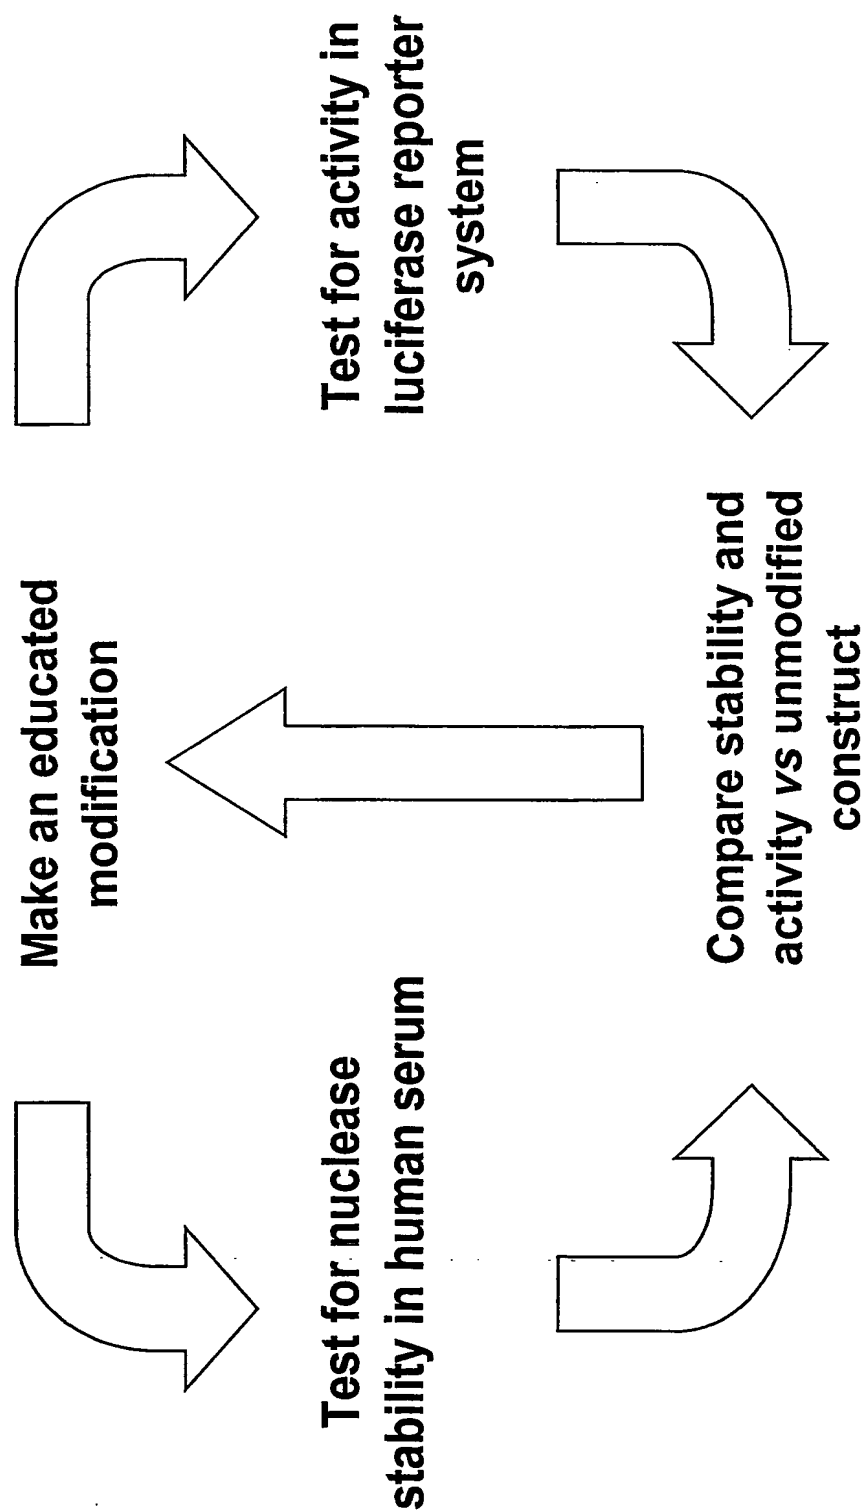 Make an educated
modification
Test for nuclease
stability in human serum
Test for activity in
luciferase reporter
system
Compare stability and
activity vs unmodified
construct